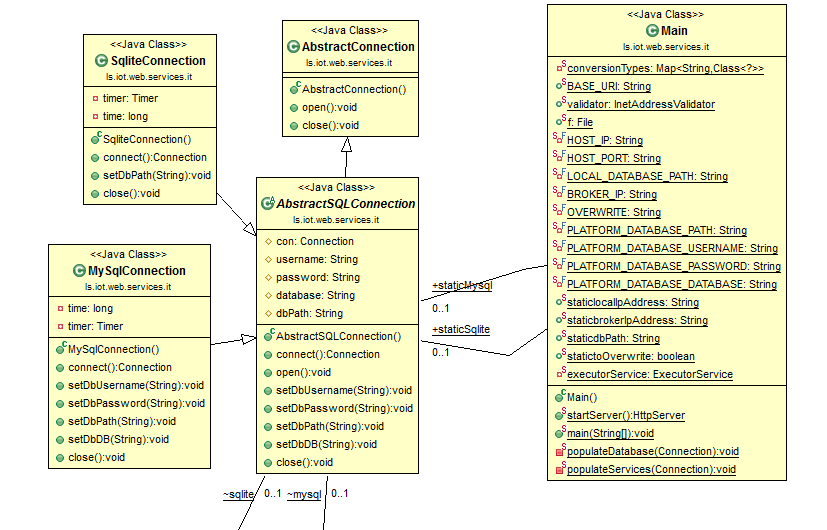 <<Java Class>>
SqliteConnection
ls.iot.web.services.it
timer: Timer
time: long
SqliteConnection()
connect():Connection
setDbPath(String):void
close():void
<<Java Class>>
AbstractConnection
ls.iot.web.services.it
AbstractConnection()
open():void
close():void
<<Java Class>>
Main
ls.iot.web.services.it
conversionTypes: Map<String,Class<?>>
BASE_URI: String
validator: InetAddressValidator
f: File
HOST_IP: String
HOST_PORT: String
LOCAL_DATABASE_PATH: String
BROKER_IP: String
OVERWRITE: String
PLATFORM_DATABASE_PATH: String
PLATFORM_DATABASE_USERNAME: String
PLATFORM_DATABASE_PASSWORD: String
PLATFORM_DATABASE_DATABASE: String
staticlocalIpAddress: String
staticbrokerIpAddress: String
staticdbPath: String
statictoOverwrite: boolean
executorService: ExecutorService
Main()
startServer():HttpServer
main(String[]):void
populateDatabase(Connection):void
populateServices(Connection):void
<<Java Class>>
AbstractSQLConnection
ls.iot.web.services.it
con: Connection
username: String
password: String
database: String
dbPath: String
AbstractSQLConnection()
connect():Connection
open():void
setDbUsername(String):void
setDbPassword(String):void
setDbPath(String):void
setDbDB(String):void
close():void
<<Java Class>>
MySqlConnection
ls.iot.web.services.it
time: long
timer: Timer
MySqlConnection()
connect():Connection
setDbUsername(String):void
setDbPassword(String):void
setDbPath(String):void
setDbDB(String):void
close():void
+staticMysql
0..1
+staticSqlite
0..1
~sqlite 0..1 ~mysql 0..1